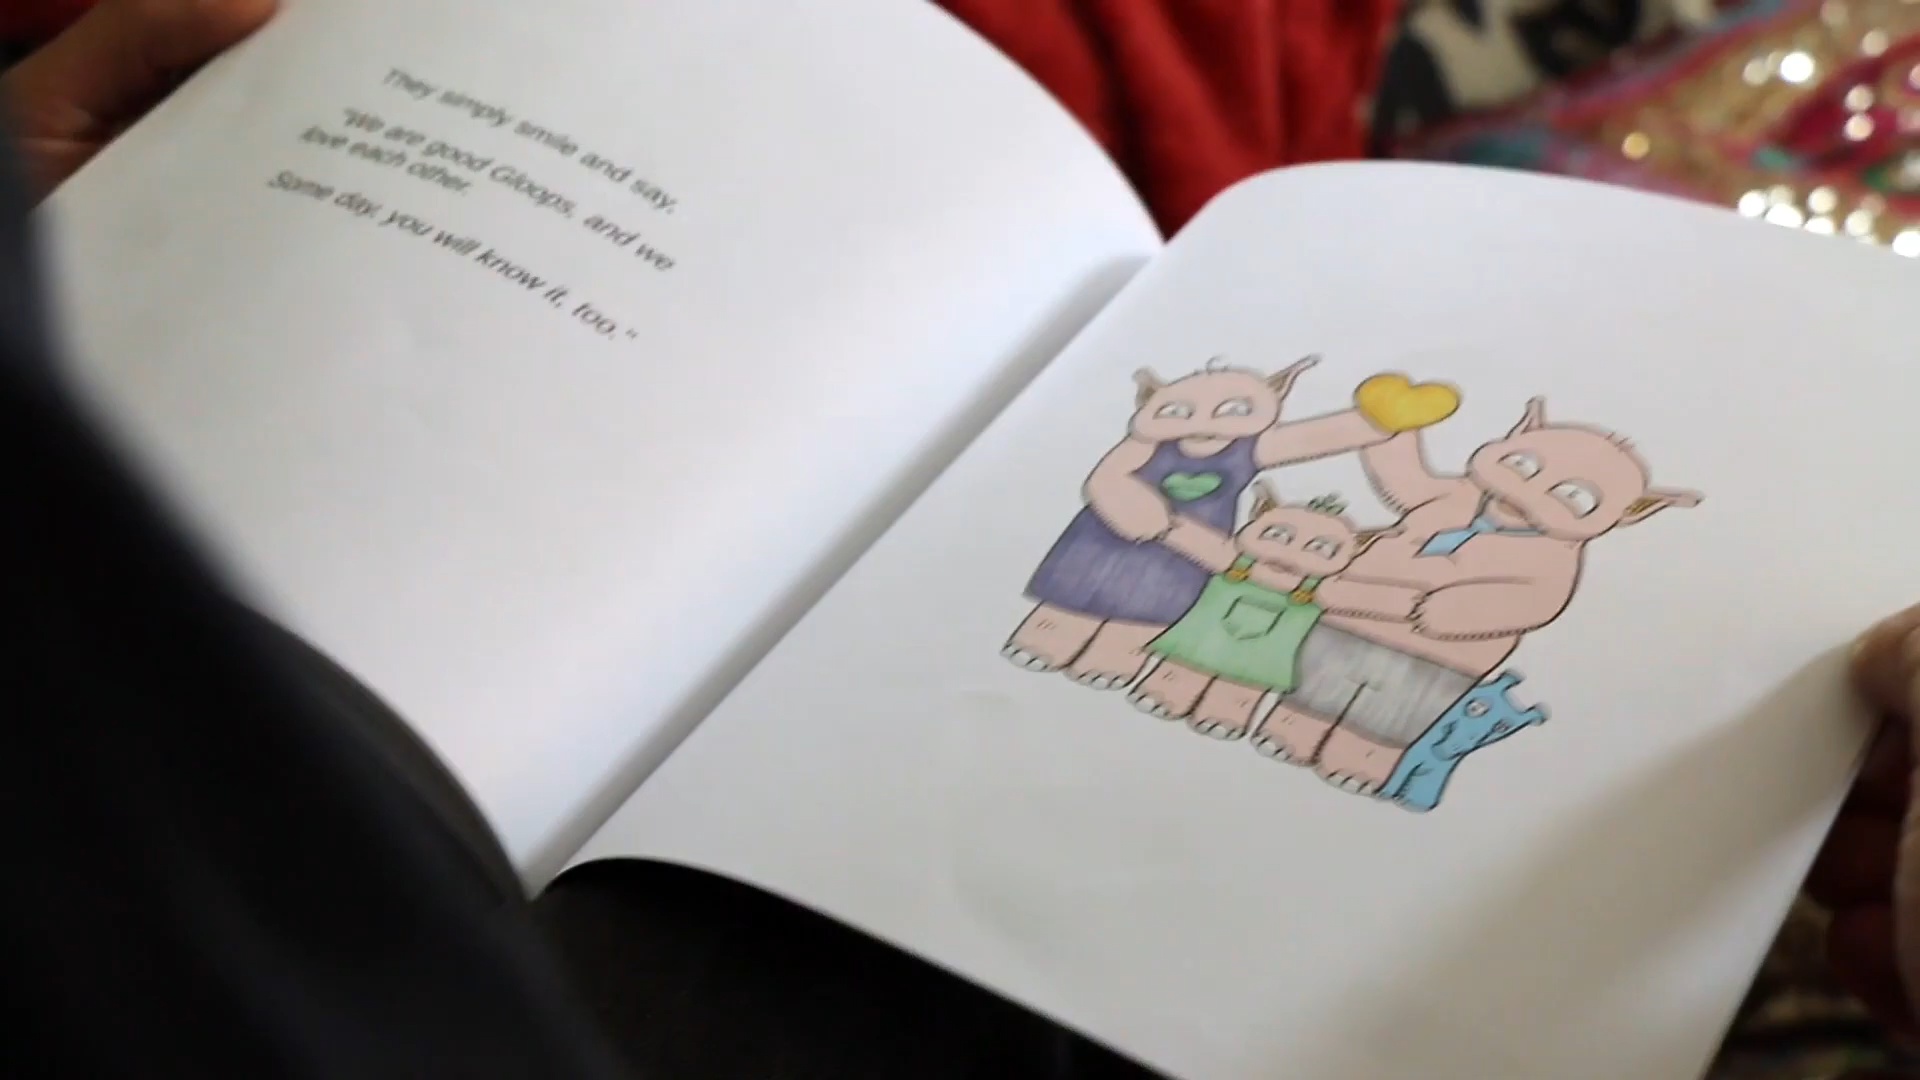 They simply smile and say,
"We are good Gloops, and we
love each other.
Some day, you will know it, too."